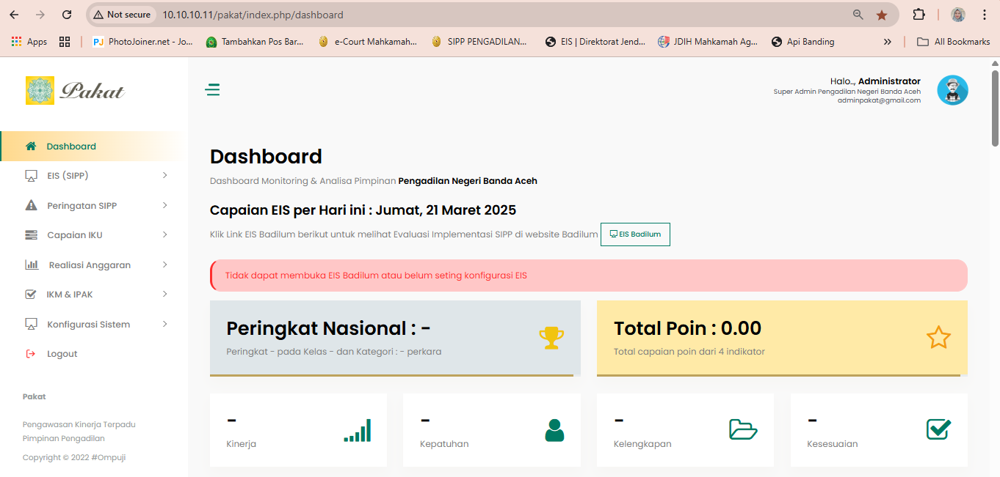 Not secure
10.10.10.11/pakat/index.php/dashboard
Apps
PJ PhotoJoiner.net - Jo...
Tambahkan Pos Bar...
e-Court Mahkamah...
SIPP PENGADILAN...
EIS | Direktorat Jend...
JDIH Mahkamah Ag...
Api Banding
All Bookmarks
Pakat
Halo.., Administrator
Super Admin Pengadilan Negeri Banda Aceh
adminpakat@gmail.com
Dashboard
EIS (SIPP)
Peringatan SIPP
Capaian IKU
Realiasi Anggaran
IKM & IPAK
Konfigurasi Sistem
Logout
Pakat
Pengawasan Kinerja Terpadu
Pimpinan Pengadilan
Copyright © 2022 #Ompuji
Dashboard
Dashboard Monitoring & Analisa Pimpinan Pengadilan Negeri Banda Aceh
Capaian EIS per Hari ini : Jumat, 21 Maret 2025
Klik Link EIS Badilum berikut untuk melihat Evaluasi Implementasi SIPP di website Badilum EIS Badilum
Tidak dapat membuka EIS Badilum atau belum seting konfigurasi EIS
Peringkat Nasional : -
Peringkat - pada Kelas - dan Kategori : - perkara
Total Poin : 0.00
Total capaian poin dari 4 indikator
-
Kinerja
-
Kepatuhan
-
Kelengkapan
-
Kesesuaian